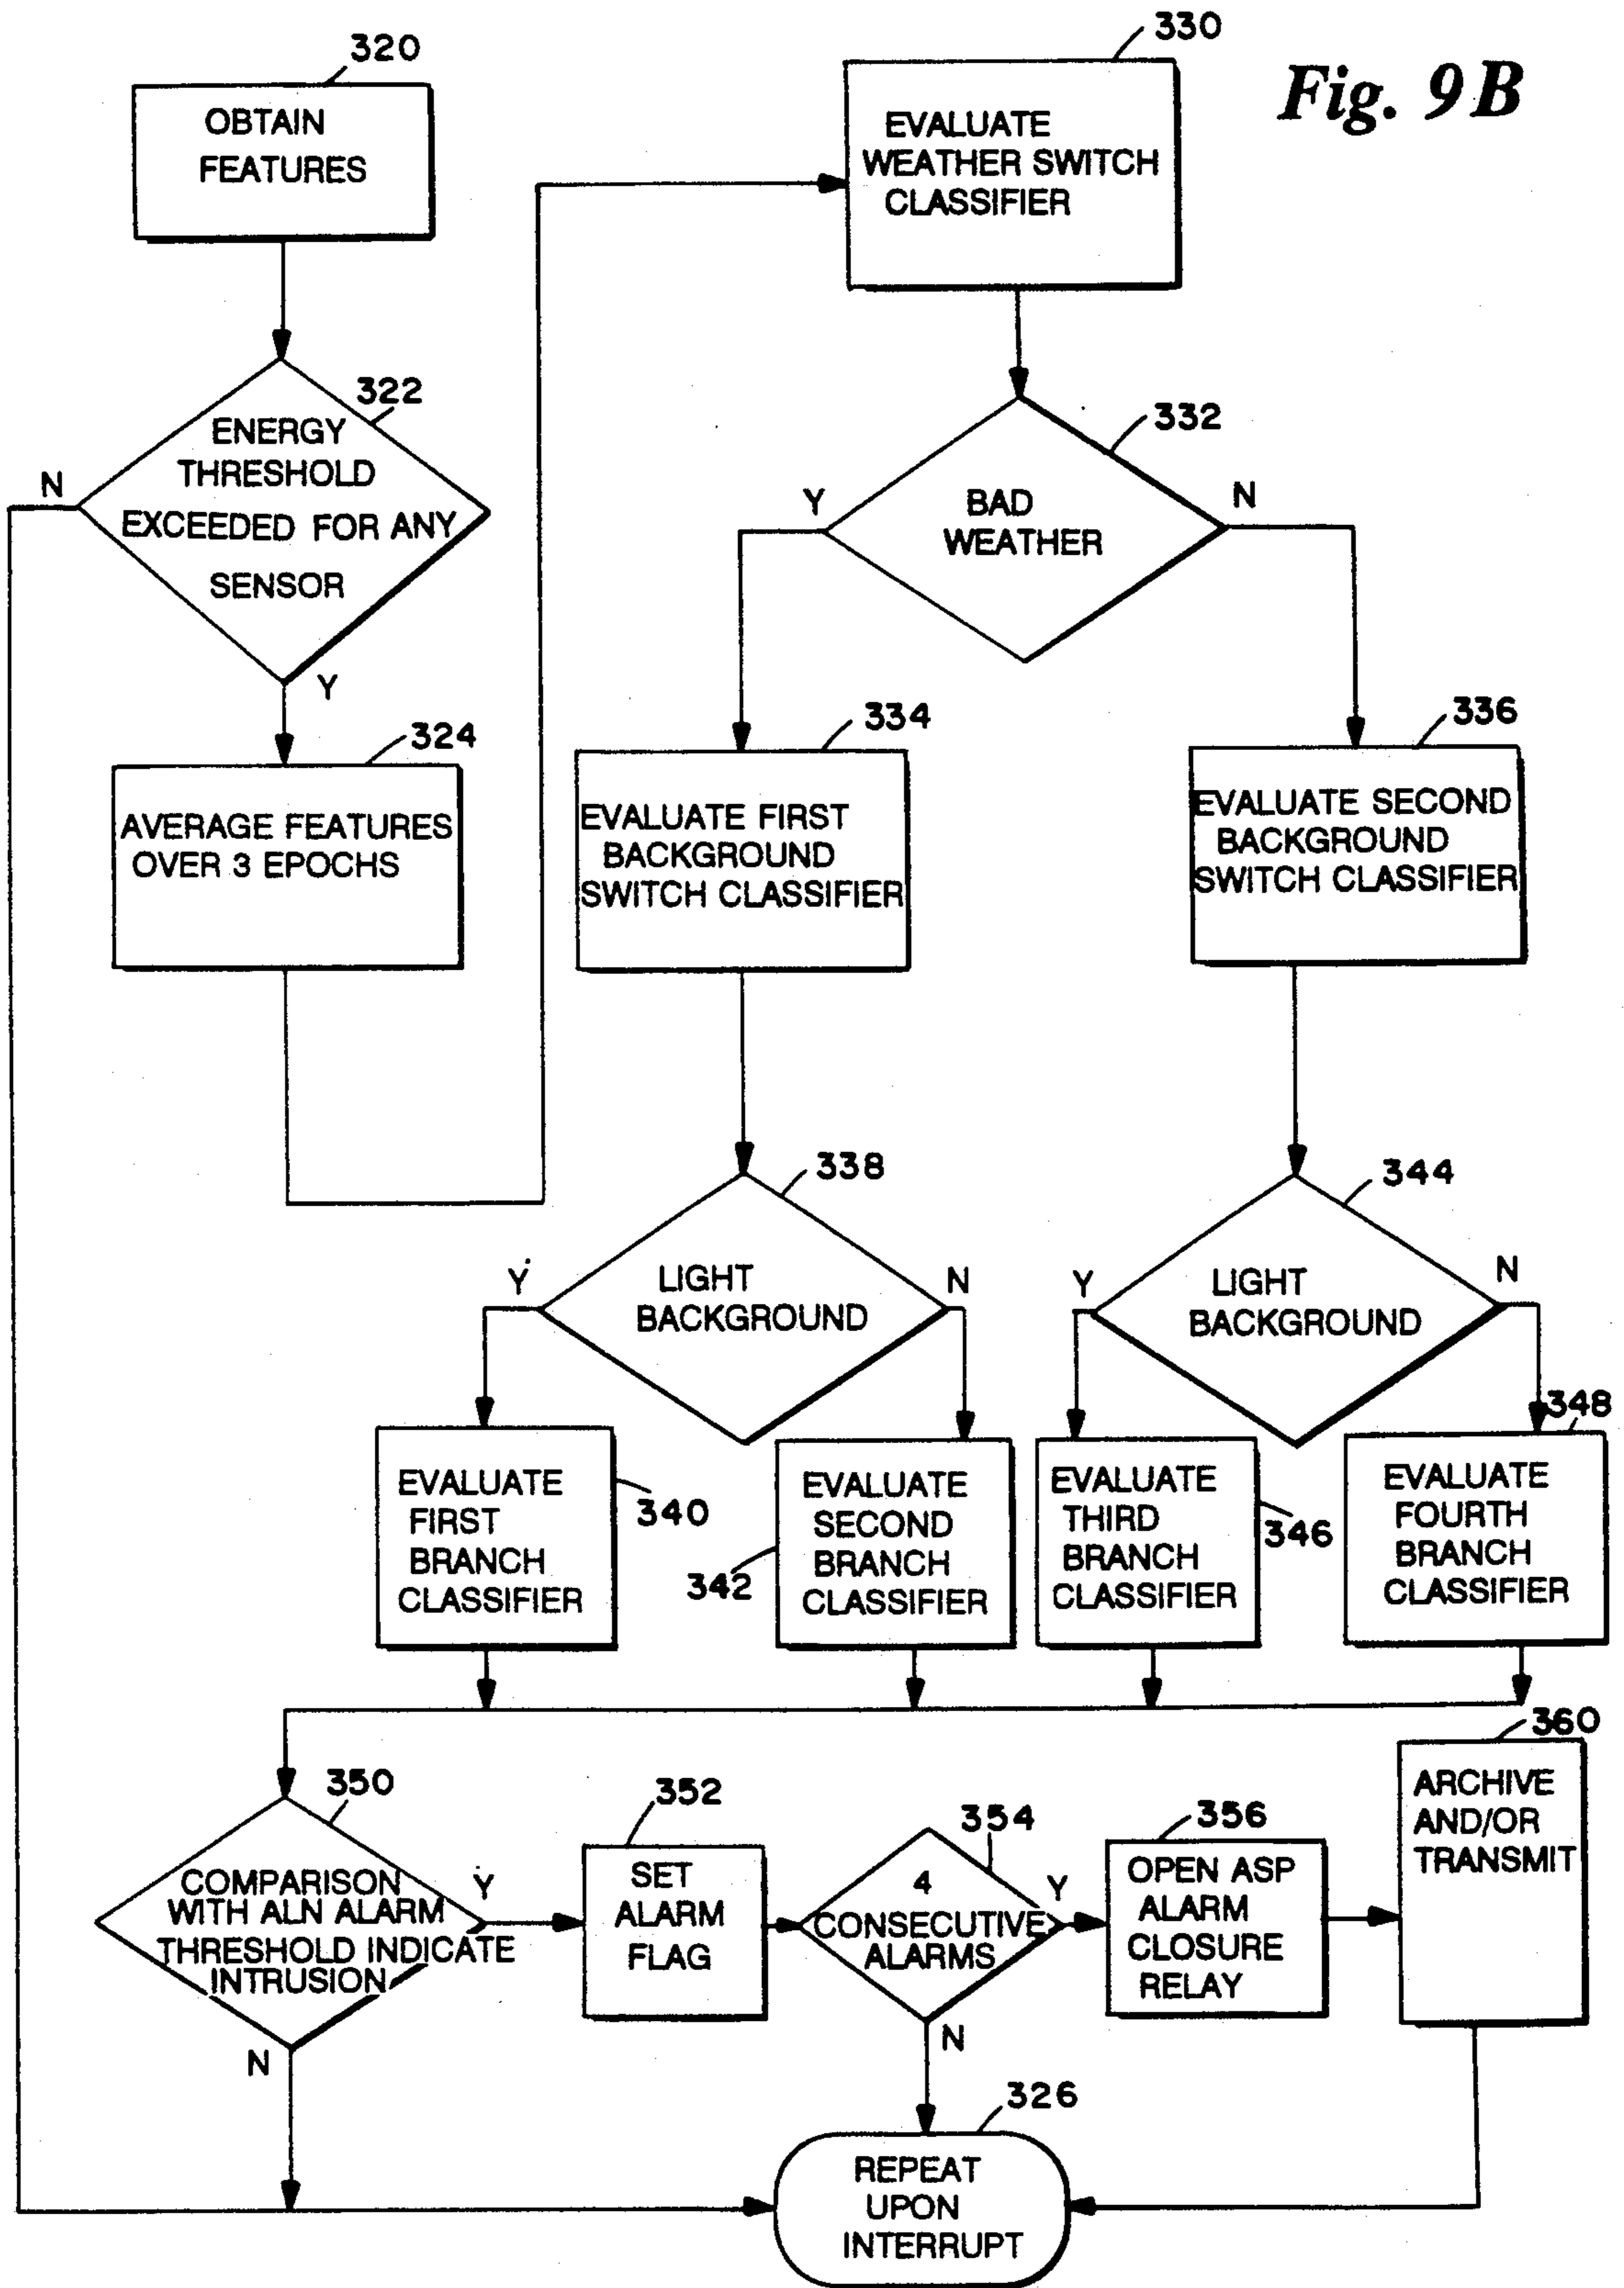 Fig. 9B
320
OBTAIN
FEATURES
322
ENERGY
THRESHOLD
EXCEEDED FOR ANY
SENSOR
N
Y
324
AVERAGE FEATURES
OVER 3 EPOCHS
330
EVALUATE
WEATHER SWITCH
CLASSIFIER
332
BAD
WEATHER
Y
N
334
EVALUATE FIRST
BACKGROUND
SWITCH CLASSIFIER
336
EVALUATE SECOND
BACKGROUND
SWITCH CLASSIFIER
338
LIGHT
BACKGROUND
Y
N
344
LIGHT
BACKGROUND
Y
N
EVALUATE
FIRST
BRANCH
CLASSIFIER
340
EVALUATE
SECOND
BRANCH
CLASSIFIER
342
EVALUATE
THIRD
BRANCH
CLASSIFIER
346
348
EVALUATE
FOURTH
BRANCH
CLASSIFIER
350
COMPARISON
WITH ALN ALARM
THRESHOLD INDICATE
INTRUSION
Y
N
352
SET
ALARM
FLAG
354
4
CONSECUTIVE
ALARMS
Y
N
356
OPEN ASP
ALARM
CLOSURE
RELAY
360
ARCHIVE
AND/OR
TRANSMIT
326
REPEAT
UPON
INTERRUPT